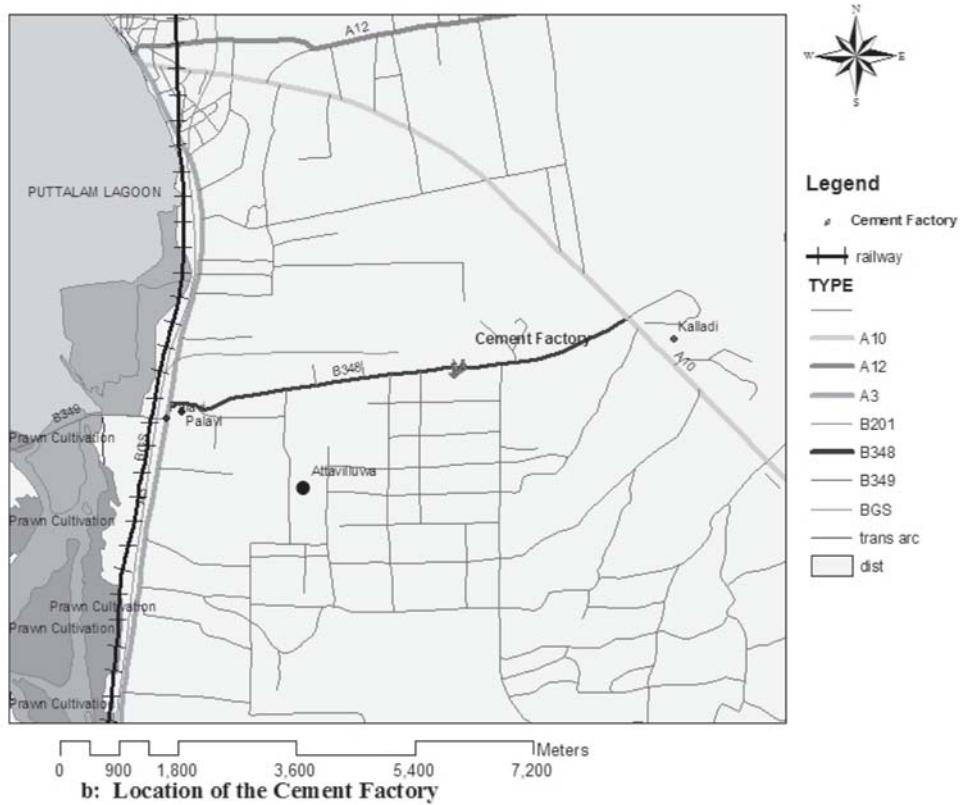 A12
N
W
E
S
PUTTALAM LAGOON
Legend
Cement Factory
railway
TYPE
A10
A12
A3
B201
B348
B349
BGS
trans arc
dist
Kalladi
Cement Factory
A10
B348
Palavi
B349
Prawn Cultivation
BGS
Attavilluwa
Prawn Cultivation
Prawn Cultivation
Prawn Cultivation
Prawn Cultivation
Meters
0 900 1,800 3,600 5,400 7,200
b: Location of the Cement Factory